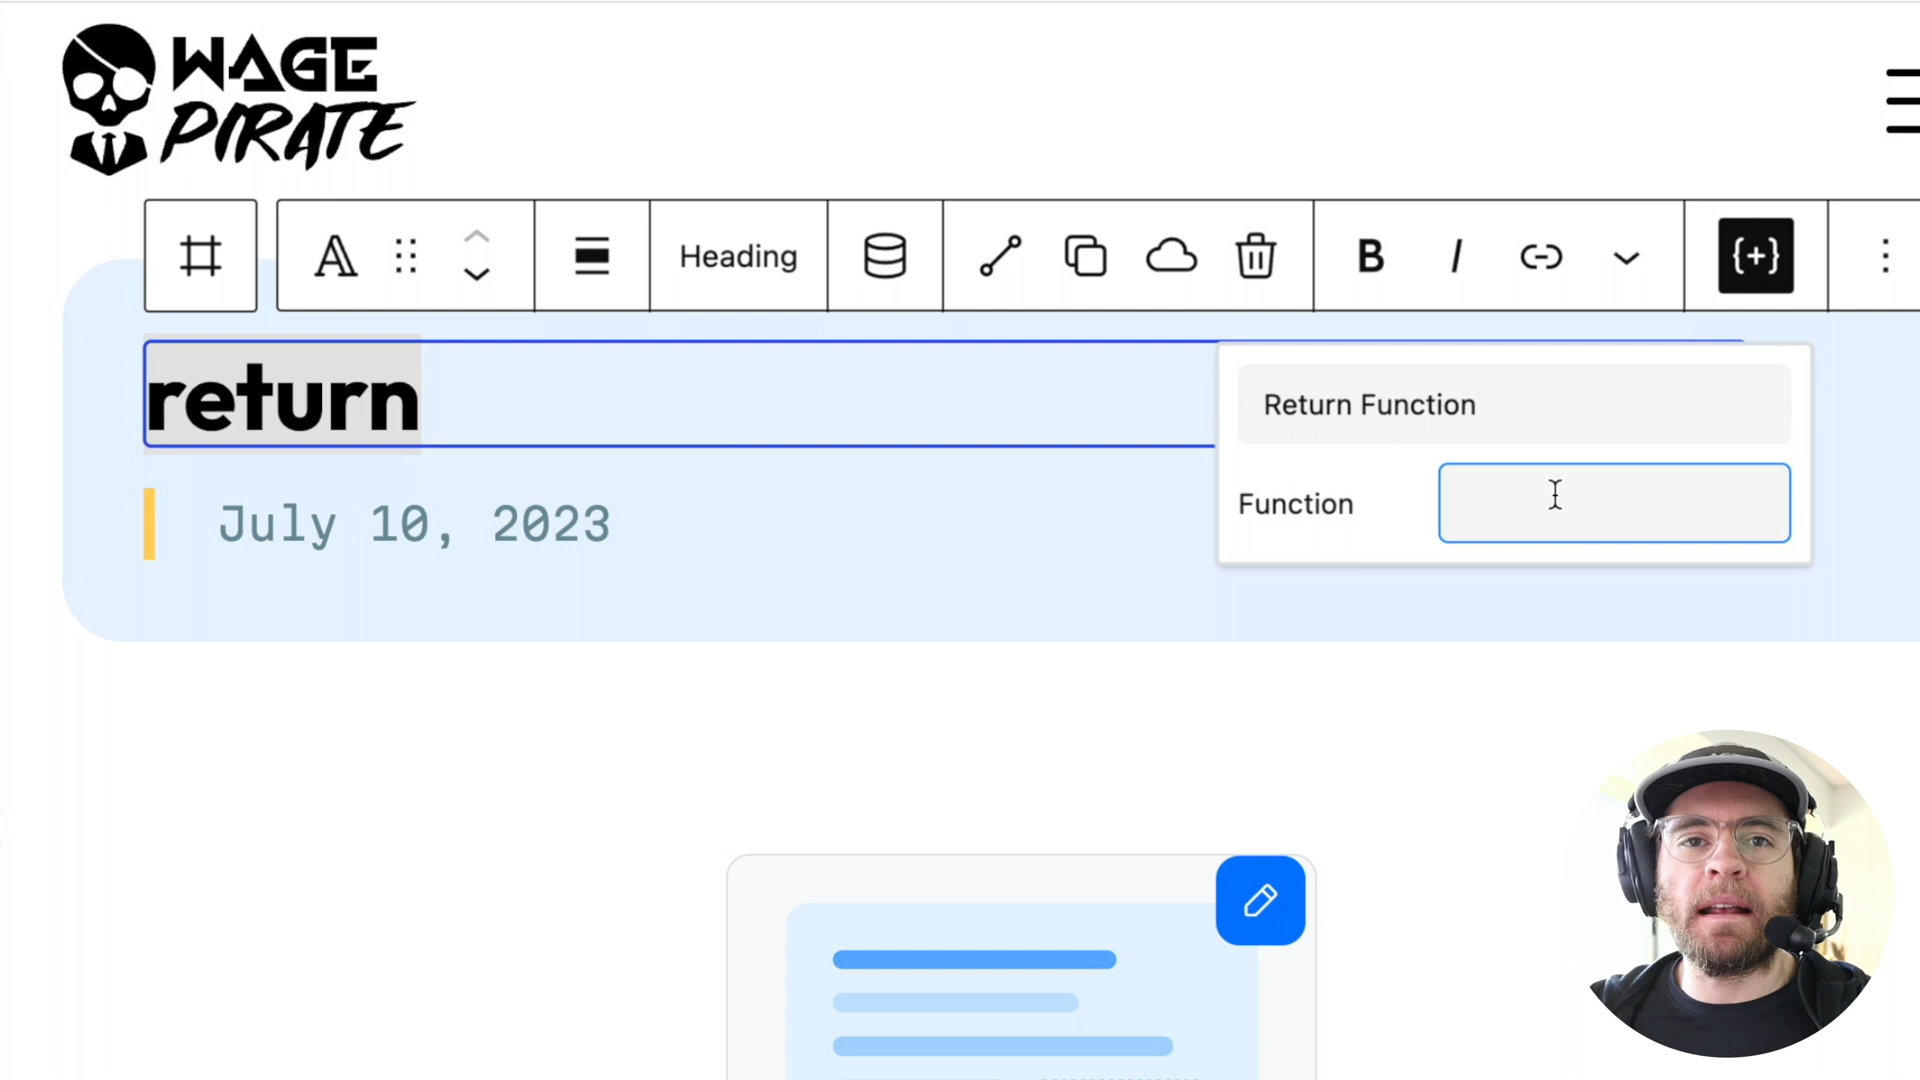 WAGE
PIRATE
Heading
B I
return
Return Function
Function
July 10, 2023